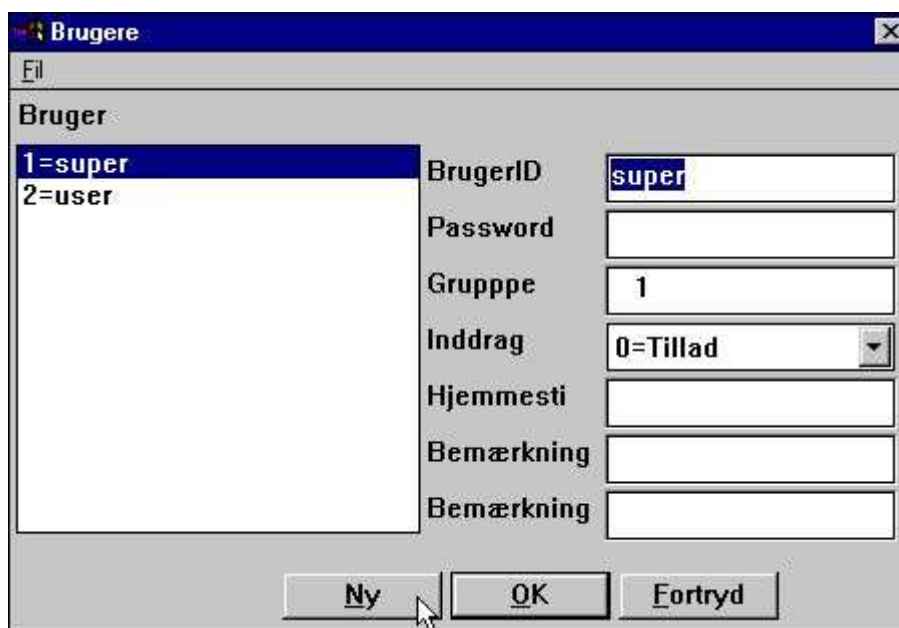 Brugere
Fil
Bruger
1=super
2=user
BrugerID super
Password
Grupppe 1
Inddrag 0=Tillad
Hjemmesti
Bemærkning
Bemærkning
Ny OK Fortryd